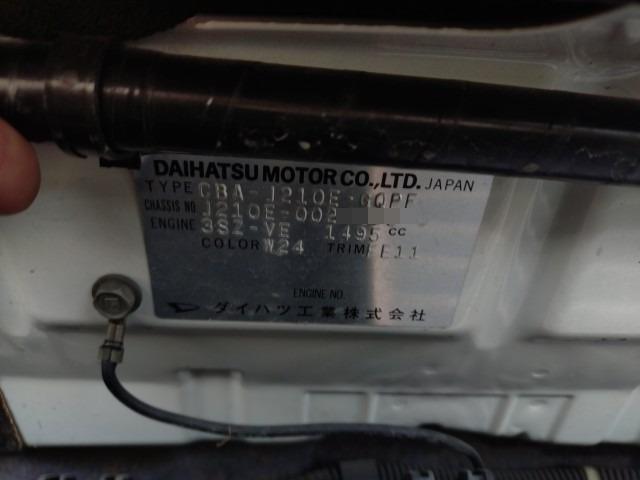 DAIHATSU MOTOR CO.,LTD. JAPAN
TYPE CBA-J210E-GQPF
CHASSIS NO. J210E-002
ENGINE 3SZ-VE 1495 cc
COLOR W24 TRIM FE11
ENGINE NO.
ダイハツ工業株式会社